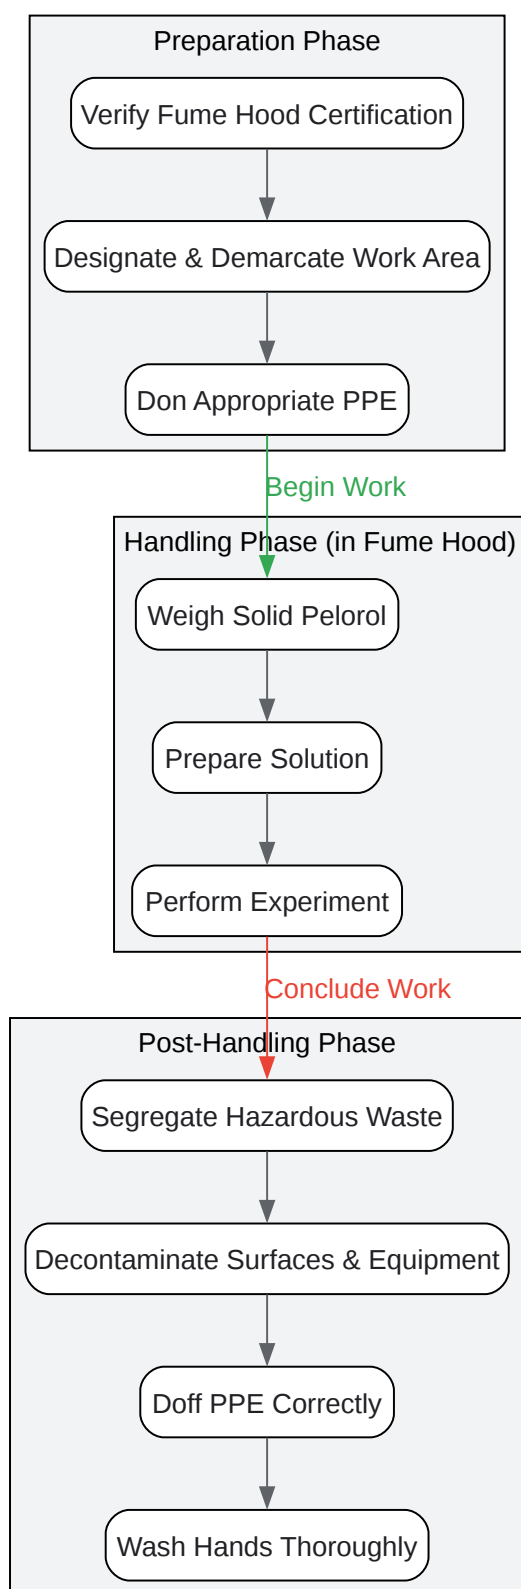 Preparation Phase
Verify Fume Hood Certification
Designate & Demarcate Work Area
Don Appropriate PPE
Begin Work
Handling Phase (in Fume Hood)
Weigh Solid Pelorol
Prepare Solution
Perform Experiment
Conclude Work
Post-Handling Phase
Segregate Hazardous Waste
Decontaminate Surfaces & Equipment
Doff PPE Correctly
Wash Hands Thoroughly